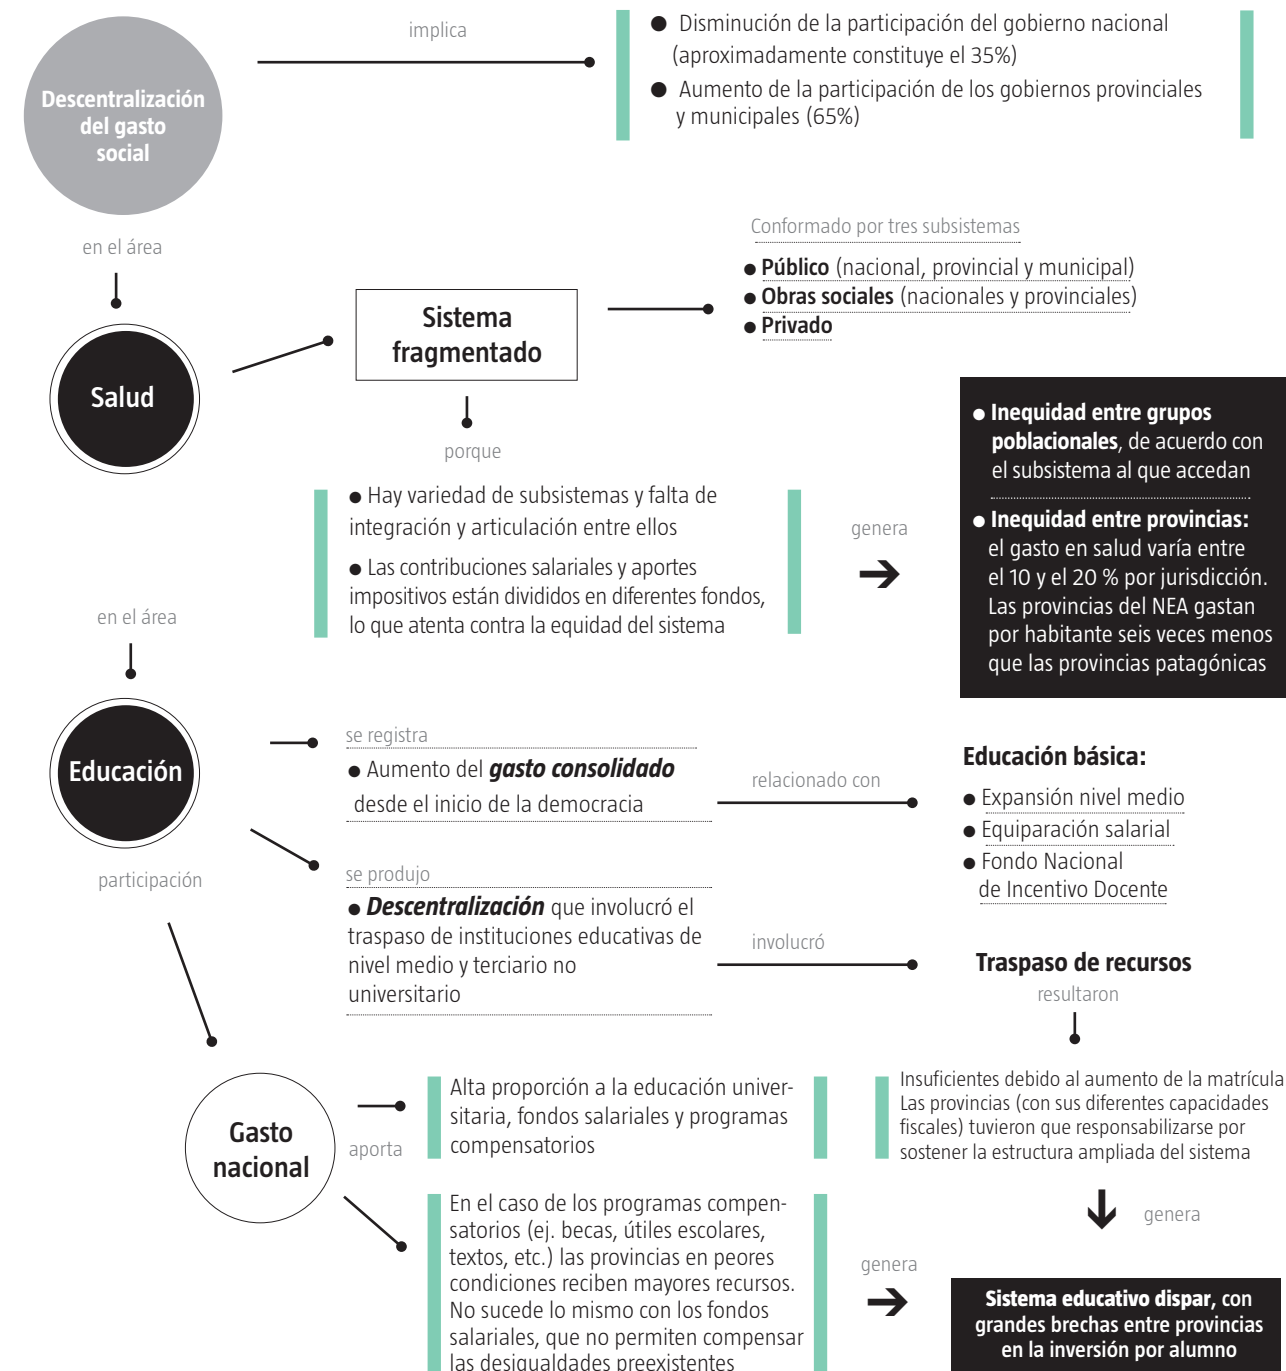 implica
● Disminución de la participación del gobierno nacional
(aproximadamente constituye el 35%)
● Aumento de la participación de los gobiernos provinciales
y municipales (65%)
Descentralización
del gasto
social
en el área
Salud
Sistema
fragmentado
Conformado por tres subsistemas
● Público (nacional, provincial y municipal)
● Obras sociales (nacionales y provinciales)
● Privado
porque
● Hay variedad de subsistemas y falta de
integración y articulación entre ellos
● Las contribuciones salariales y aportes
impositivos están divididos en diferentes fondos,
lo que atenta contra la equidad del sistema
genera
● Inequidad entre grupos
poblacionales, de acuerdo con
el subsistema al que accedan
● Inequidad entre provincias:
el gasto en salud varía entre
el 10 y el 20 % por jurisdicción.
Las provincias del NEA gastan
por habitante seis veces menos
que las provincias patagónicas
en el área
Educación
se registra
● Aumento del gasto consolidado
desde el inicio de la democracia
relacionado con
Educación básica:
● Expansión nivel medio
● Equiparación salarial
● Fondo Nacional
de Incentivo Docente
se produjo
● Descentralización que involucró el
traspaso de instituciones educativas de
nivel medio y terciario no
universitario
involucró
Traspaso de recursos
resultaron
Insuficientes debido al aumento de la matrícula
Las provincias (con sus diferentes capacidades
fiscales) tuvieron que responsabilizarse por
sostener la estructura ampliada del sistema
genera
participación
Gasto
nacional
aporta
Alta proporción a la educación univer-
sitaria, fondos salariales y programas
compensatorios
En el caso de los programas compen-
satorios (ej. becas, útiles escolares,
textos, etc.) las provincias en peores
condiciones reciben mayores recursos.
No sucede lo mismo con los fondos
salariales, que no permiten compensar
las desigualdades preexistentes
genera
Sistema educativo dispar, con
grandes brechas entre provincias
en la inversión por alumno